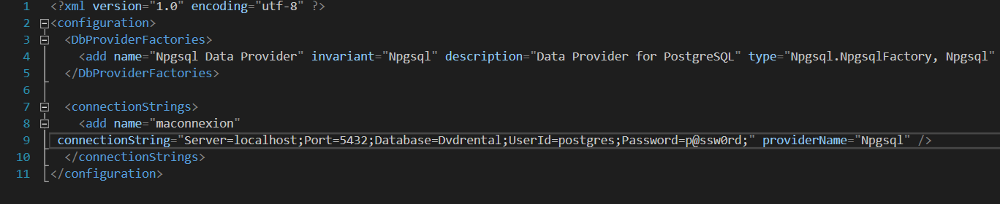 1 <?xml version="1.0" encoding="utf-8" ?>
2 <configuration>
3 <DbProviderFactories>
4 <add name="Npgsql Data Provider" invariant="Npgsql" description="Data Provider for PostgreSQL" type="Npgsql.NpgsqlFactory, Npgsql"
5 </DbProviderFactories>
6
7 <connectionStrings>
8 <add name="maconnexion"
9 connectionString="Server=localhost;Port=5432;Database=Dvdrental;UserId=postgres;Password=p@ssw0rd;" providerName="Npgsql" />
10 </connectionStrings>
11 </configuration>